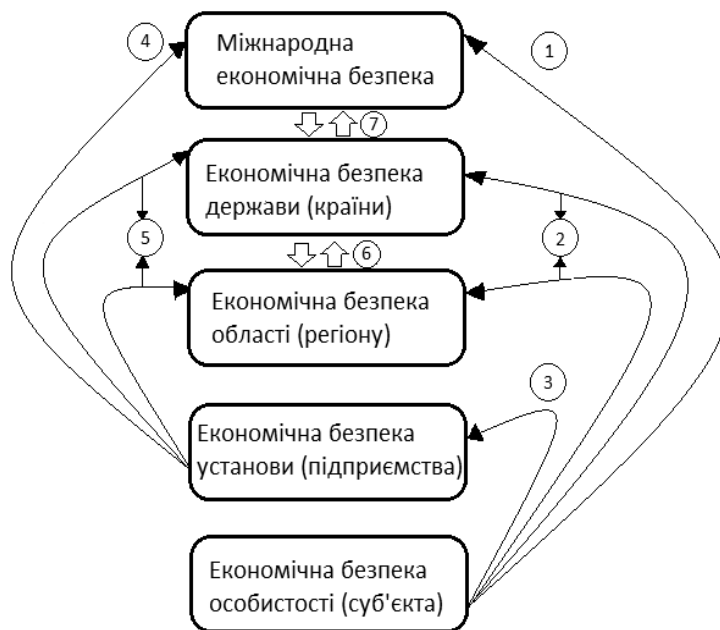 4
Міжнародна
економічна безпека
1
7
Економічна безпека
держави (країни)
5
2
6
Економічна безпека
області (регіону)
3
Економічна безпека
установи (підприємства)
Економічна безпека
особистості (суб'єкта)